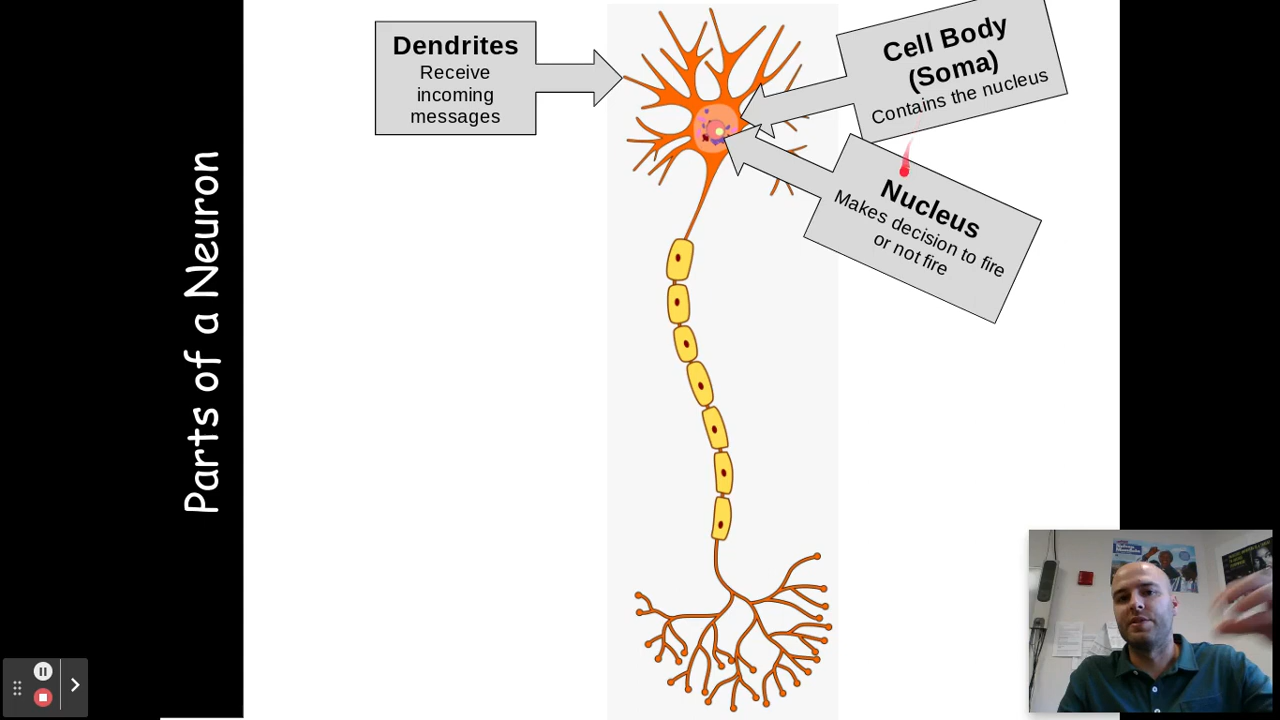 Parts of a Neuron
Dendrites
Receive
incoming
messages
Cell Body
(Soma)
Contains the nucleus
Nucleus
Makes decision to fire
or not fire